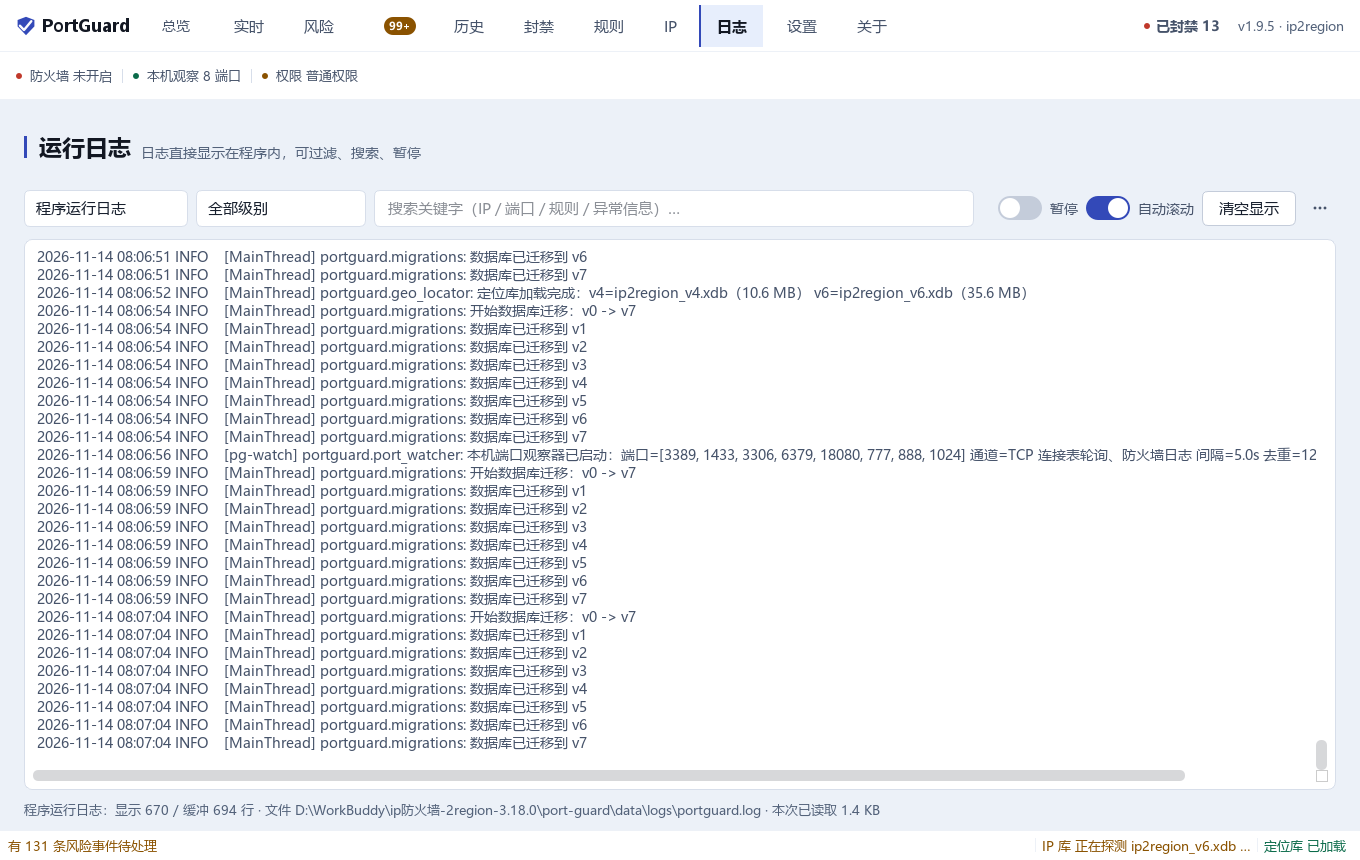 PortGuard 总览 实时 风险 99+ 历史 封禁 规则 IP 日志 设置 关于 已封禁 13 v1.9.5 · ip2region
防火墙 未开启 本机观察 8 端口 权限 普通权限
运行日志 日志直接显示在程序内，可过滤、搜索、暂停
程序运行日志 全部级别 搜索关键字（IP / 端口 / 规则 / 异常信息）... 暂停 自动滚动 清空显示 ···
2026-11-14 08:06:51 INFO [MainThread] portguard.migrations: 数据库已迁移到 v6
2026-11-14 08:06:51 INFO [MainThread] portguard.migrations: 数据库已迁移到 v7
2026-11-14 08:06:52 INFO [MainThread] portguard.geo_locator: 定位库加载完成：v4=ip2region_v4.xdb（10.6 MB） v6=ip2region_v6.xdb（35.6 MB）
2026-11-14 08:06:54 INFO [MainThread] portguard.migrations: 开始数据库迁移：v0 -> v7
2026-11-14 08:06:54 INFO [MainThread] portguard.migrations: 数据库已迁移到 v1
2026-11-14 08:06:54 INFO [MainThread] portguard.migrations: 数据库已迁移到 v2
2026-11-14 08:06:54 INFO [MainThread] portguard.migrations: 数据库已迁移到 v3
2026-11-14 08:06:54 INFO [MainThread] portguard.migrations: 数据库已迁移到 v4
2026-11-14 08:06:54 INFO [MainThread] portguard.migrations: 数据库已迁移到 v5
2026-11-14 08:06:54 INFO [MainThread] portguard.migrations: 数据库已迁移到 v6
2026-11-14 08:06:54 INFO [MainThread] portguard.migrations: 数据库已迁移到 v7
2026-11-14 08:06:56 INFO [pg-watch] portguard.port_watcher: 本机端口观察器已启动：端口=[3389, 1433, 3306, 6379, 18080, 777, 888, 1024] 通道=TCP 连接表轮询、防火墙日志 间隔=5.0s 去重=12
2026-11-14 08:06:59 INFO [MainThread] portguard.migrations: 开始数据库迁移：v0 -> v7
2026-11-14 08:06:59 INFO [MainThread] portguard.migrations: 数据库已迁移到 v1
2026-11-14 08:06:59 INFO [MainThread] portguard.migrations: 数据库已迁移到 v2
2026-11-14 08:06:59 INFO [MainThread] portguard.migrations: 数据库已迁移到 v3
2026-11-14 08:06:59 INFO [MainThread] portguard.migrations: 数据库已迁移到 v4
2026-11-14 08:06:59 INFO [MainThread] portguard.migrations: 数据库已迁移到 v5
2026-11-14 08:06:59 INFO [MainThread] portguard.migrations: 数据库已迁移到 v6
2026-11-14 08:06:59 INFO [MainThread] portguard.migrations: 数据库已迁移到 v7
2026-11-14 08:07:04 INFO [MainThread] portguard.migrations: 开始数据库迁移：v0 -> v7
2026-11-14 08:07:04 INFO [MainThread] portguard.migrations: 数据库已迁移到 v1
2026-11-14 08:07:04 INFO [MainThread] portguard.migrations: 数据库已迁移到 v2
2026-11-14 08:07:04 INFO [MainThread] portguard.migrations: 数据库已迁移到 v3
2026-11-14 08:07:04 INFO [MainThread] portguard.migrations: 数据库已迁移到 v4
2026-11-14 08:07:04 INFO [MainThread] portguard.migrations: 数据库已迁移到 v5
2026-11-14 08:07:04 INFO [MainThread] portguard.migrations: 数据库已迁移到 v6
2026-11-14 08:07:04 INFO [MainThread] portguard.migrations: 数据库已迁移到 v7
程序运行日志：显示 670 / 缓冲 694 行 · 文件 D:\WorkBuddy\ip防火墙-2region-3.18.0\port-guard\data\logs\portguard.log · 本次已读取 1.4 KB
有 131 条风险事件待处理 IP 库 正在探测 ip2region_v6.xdb ... 定位库 已加载